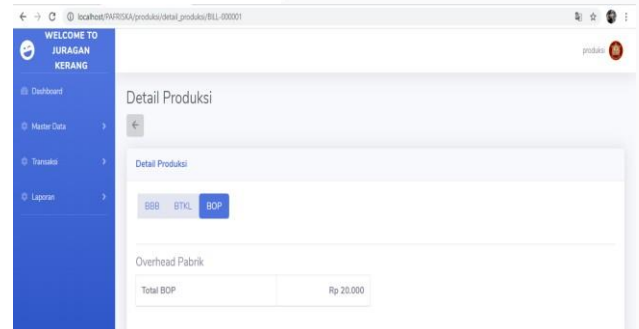 localhost/PAFRISKA/produksi/detail_produksi/BILL-000001
WELCOME TO
JURAGAN
KERANG
produksi
Dashboard
Detail Produksi
Master Data
Transaksi
Detail Produksi
Laporan
BBB BTKL BOP
Overhead Pabrik
Total BOP Rp 20.000